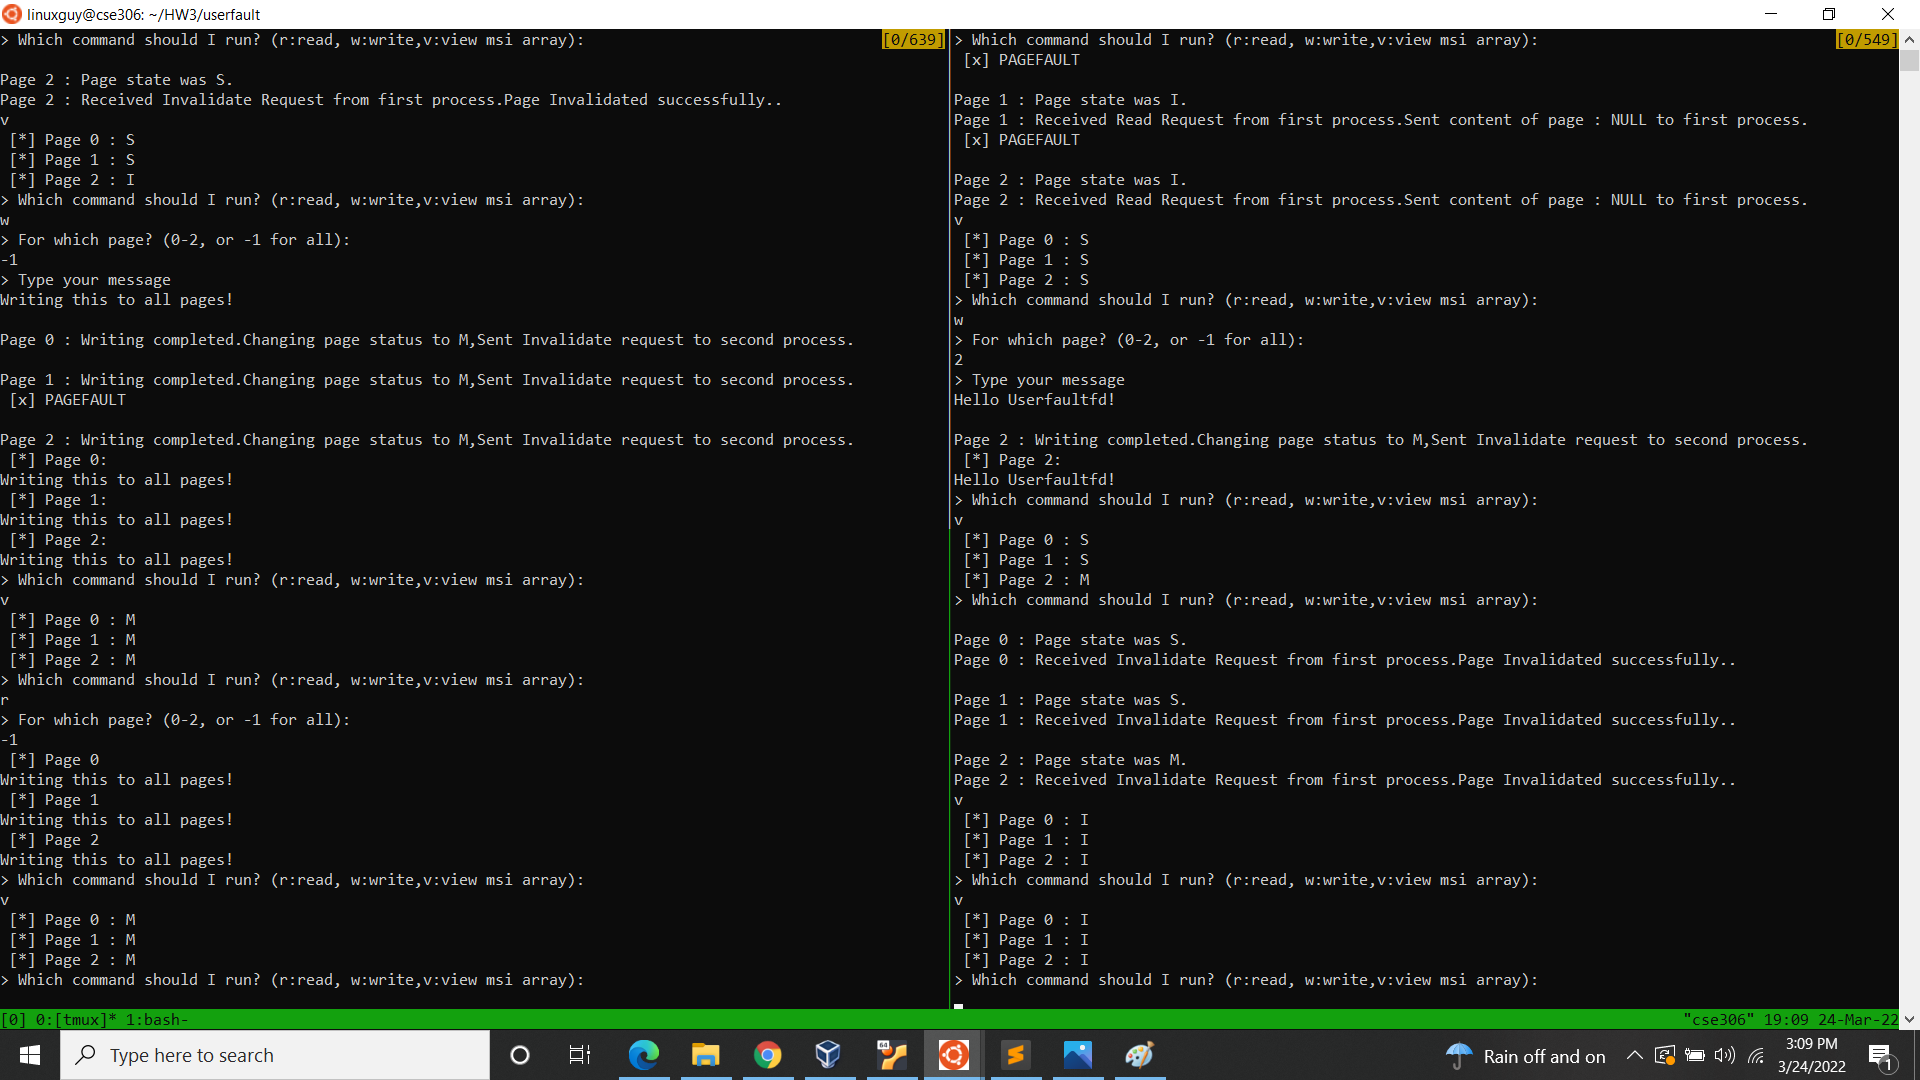 linuxguy@cse306: ~/HW3/userfault
> Which command should I run? (r:read, w:write,v:view msi array): [0/639]
Page 2 : Page state was S.
Page 2 : Received Invalidate Request from first process.Page Invalidated successfully..
v
[*] Page 0 : S
[*] Page 1 : S
[*] Page 2 : I
> Which command should I run? (r:read, w:write,v:view msi array):
w
> For which page? (0-2, or -1 for all):
-1
> Type your message
Writing this to all pages!
Page 0 : Writing completed.Changing page status to M,Sent Invalidate request to second process.
Page 1 : Writing completed.Changing page status to M,Sent Invalidate request to second process.
[x] PAGEFAULT
Page 2 : Writing completed.Changing page status to M,Sent Invalidate request to second process.
[*] Page 0:
Writing this to all pages!
[*] Page 1:
Writing this to all pages!
[*] Page 2:
Writing this to all pages!
> Which command should I run? (r:read, w:write,v:view msi array):
v
[*] Page 0 : M
[*] Page 1 : M
[*] Page 2 : M
> Which command should I run? (r:read, w:write,v:view msi array):
r
> For which page? (0-2, or -1 for all):
-1
[*] Page 0
Writing this to all pages!
[*] Page 1
Writing this to all pages!
[*] Page 2
Writing this to all pages!
> Which command should I run? (r:read, w:write,v:view msi array):
v
[*] Page 0 : M
[*] Page 1 : M
[*] Page 2 : M
> Which command should I run? (r:read, w:write,v:view msi array):
> Which command should I run? (r:read, w:write,v:view msi array): [0/549]
[x] PAGEFAULT
Page 1 : Page state was I.
Page 1 : Received Read Request from first process.Sent content of page : NULL to first process.
[x] PAGEFAULT
Page 2 : Page state was I.
Page 2 : Received Read Request from first process.Sent content of page : NULL to first process.
v
[*] Page 0 : S
[*] Page 1 : S
[*] Page 2 : S
> Which command should I run? (r:read, w:write,v:view msi array):
w
> For which page? (0-2, or -1 for all):
2
> Type your message
Hello Userfaultfd!
Page 2 : Writing completed.Changing page status to M,Sent Invalidate request to second process.
[*] Page 2:
Hello Userfaultfd!
> Which command should I run? (r:read, w:write,v:view msi array):
v
[*] Page 0 : S
[*] Page 1 : S
[*] Page 2 : M
> Which command should I run? (r:read, w:write,v:view msi array):
Page 0 : Page state was S.
Page 0 : Received Invalidate Request from first process.Page Invalidated successfully..
Page 1 : Page state was S.
Page 1 : Received Invalidate Request from first process.Page Invalidated successfully..
Page 2 : Page state was M.
Page 2 : Received Invalidate Request from first process.Page Invalidated successfully..
v
[*] Page 0 : I
[*] Page 1 : I
[*] Page 2 : I
> Which command should I run? (r:read, w:write,v:view msi array):
v
[*] Page 0 : I
[*] Page 1 : I
[*] Page 2 : I
> Which command should I run? (r:read, w:write,v:view msi array):
[0] 0:[tmux]* 1:bash- "cse306" 19:09 24-Mar-22
Type here to search
64
Rain off and on
3:09 PM
3/24/2022
1